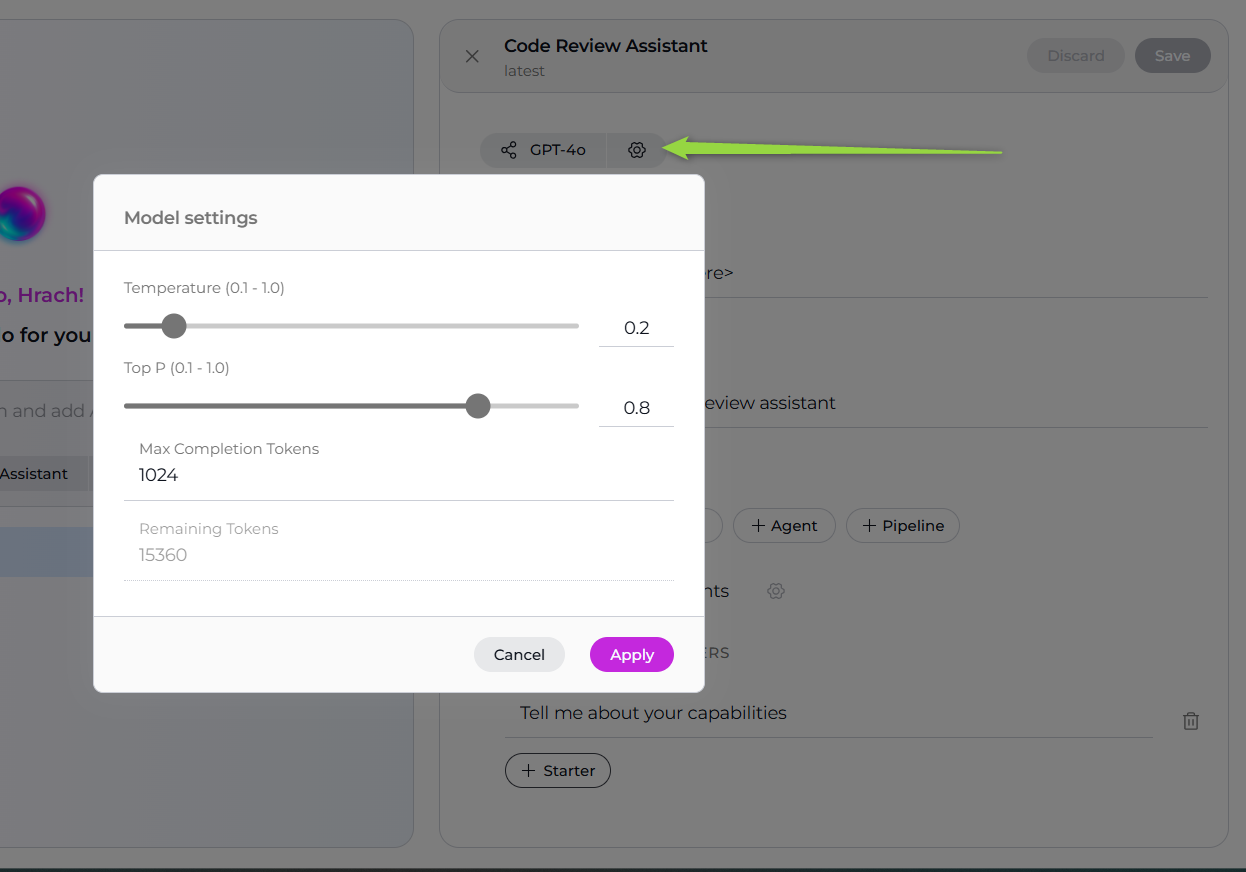 Code Review Assistant
latest
Discard
Save
GPT-4o
Model settings
Temperature (0.1 - 1.0)
0.2
Top P (0.1 - 1.0)
0.8
Max Completion Tokens
1024
Remaining Tokens
15360
Cancel
Apply
o, Hrach!
o for you
n and add
Assistant
ere>
eview assistant
Agent
Pipeline
nts
ERS
Tell me about your capabilities
Starter